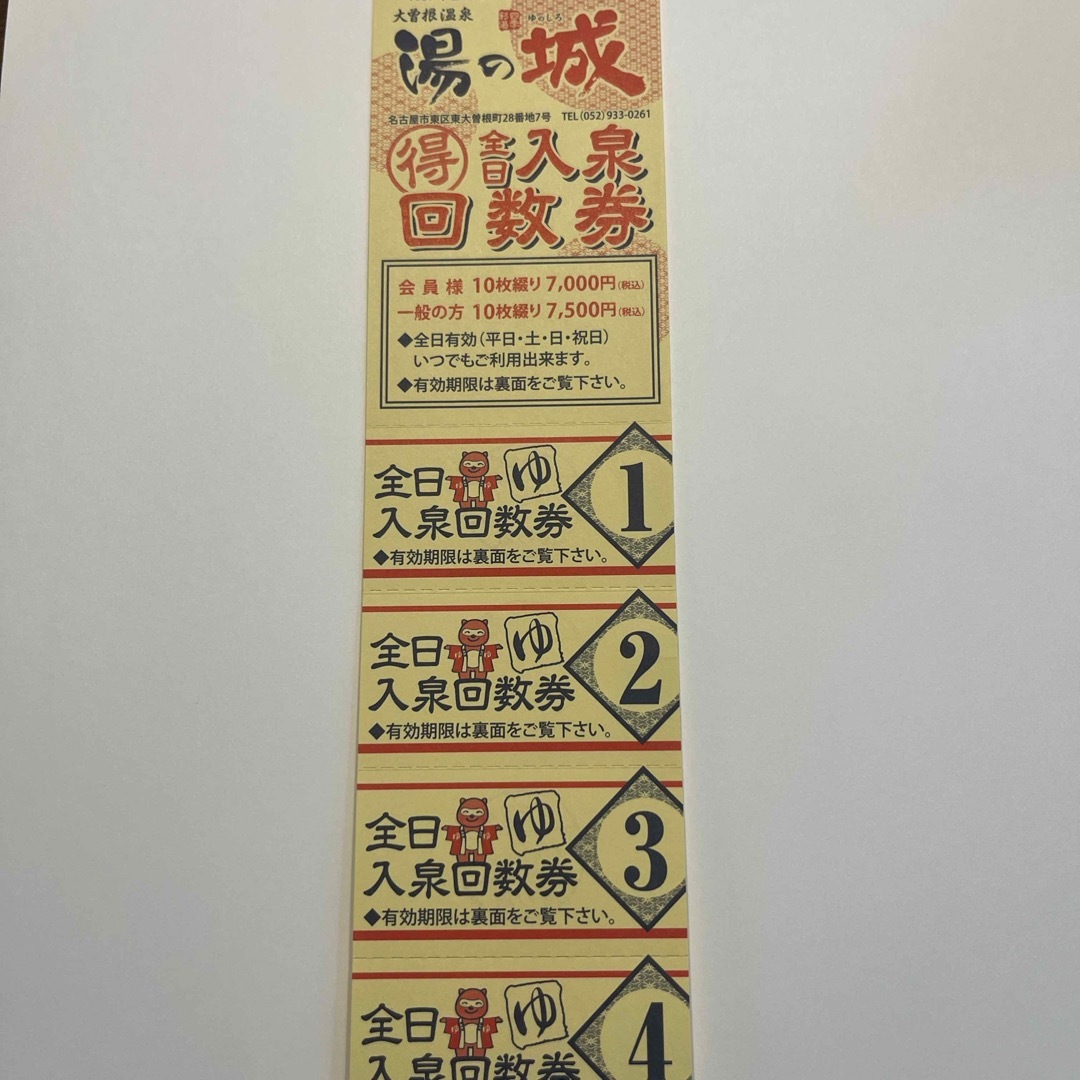 大曽根温泉
ゆのしろ
湯の城
名古屋市東区東大曽根町28番地7号 TEL(052)933-0261
得 全日入泉
回数券
会員様 10枚綴り 7,000円(税込)
一般の方 10枚綴り 7,500円(税込)
◆全日有効(平日・土・日・祝日)
いつでもご利用出来ます。
◆有効期限は裏面をご覧下さい。
全日 ゆ 1
入泉回数券
◆有効期限は裏面をご覧下さい。
全日 ゆ 2
入泉回数券
◆有効期限は裏面をご覧下さい。
全日 ゆ 3
入泉回数券
◆有効期限は裏面をご覧下さい。
全日 ゆ 4
入泉回数券